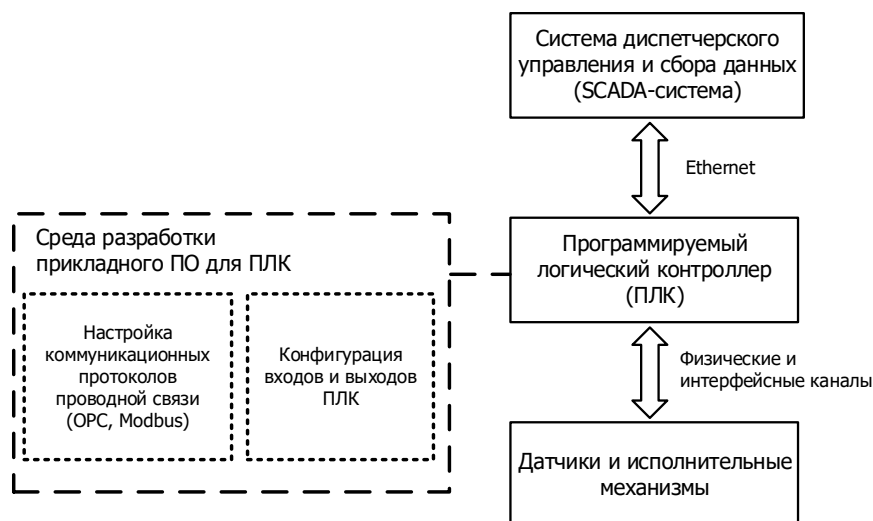 Система диспетчерского
управления и сбора данных
(SCADA-система)
Ethernet
Среда разработки
прикладного ПО для ПЛК
Программируемый
логический контроллер
(ПЛК)
Настройка
коммуникационных
протоколов
проводной связи
(OPC, Modbus)
Конфигурация
входов и выходов
ПЛК
Физические и
интерфейсные каналы
Датчики и исполнительные
механизмы